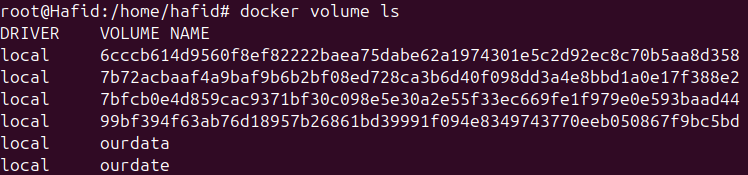 root@Hafid:/home/hafid# docker volume ls
DRIVER    VOLUME NAME
local     6cccb614d9560f8ef82222baea75dabe62a1974301e5c2d92ec8c70b5aa8d358
local     7b72acbaaf4a9baf9b6b2bf08ed728ca3b6d40f098dd3a4e8bbd1a0e17f388e2
local     7bfcb0e4d859cac9371bf30c098e5e30a2e55f33ec669fe1f979e0e593baad44
local     99bf394f63ab76d18957b26861bd39991f094e8349743770eeb050867f9bc5bd
local     ourdata
local     ourdate